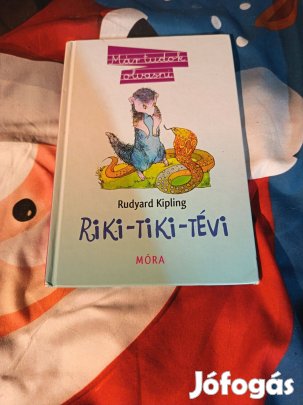 Már tudok
olvasni
Rudyard Kipling
RiKi-TiKi-TÉVI
MÓRA
Jófogás